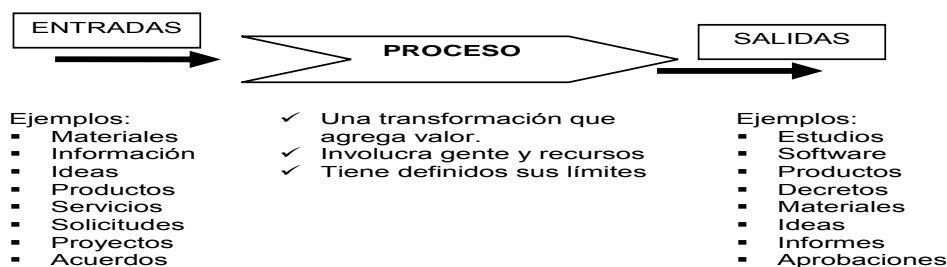 ENTRADAS
PROCESO
SALIDAS
Ejemplos:
▪ Materiales
▪ Información
▪ Ideas
▪ Productos
▪ Servicios
▪ Solicitudes
▪ Proyectos
▪ Acuerdos
✓ Una transformación que
agrega valor.
✓ Involucra gente y recursos
✓ Tiene definidos sus límites
Ejemplos:
▪ Estudios
▪ Software
▪ Productos
▪ Decretos
▪ Materiales
▪ Ideas
▪ Informes
▪ Aprobaciones